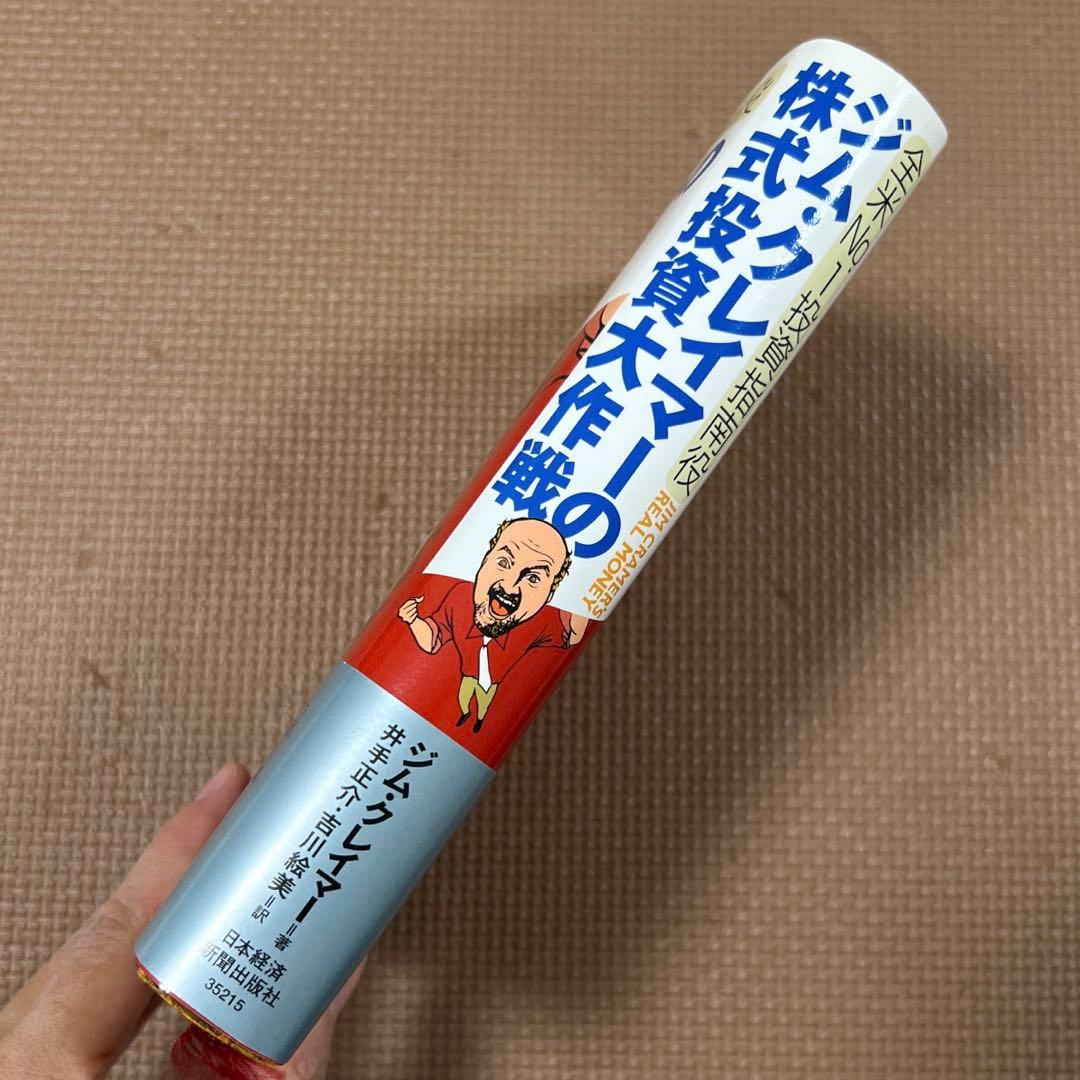 全米No.1投資指南役
ジム・クレイマーの
株式投資大作戦
JIM CRAMER'S
REAL MONEY
ジム・クレイマー=著
井手正介・吉川絵美=訳
日本経済
新聞出版社
35215